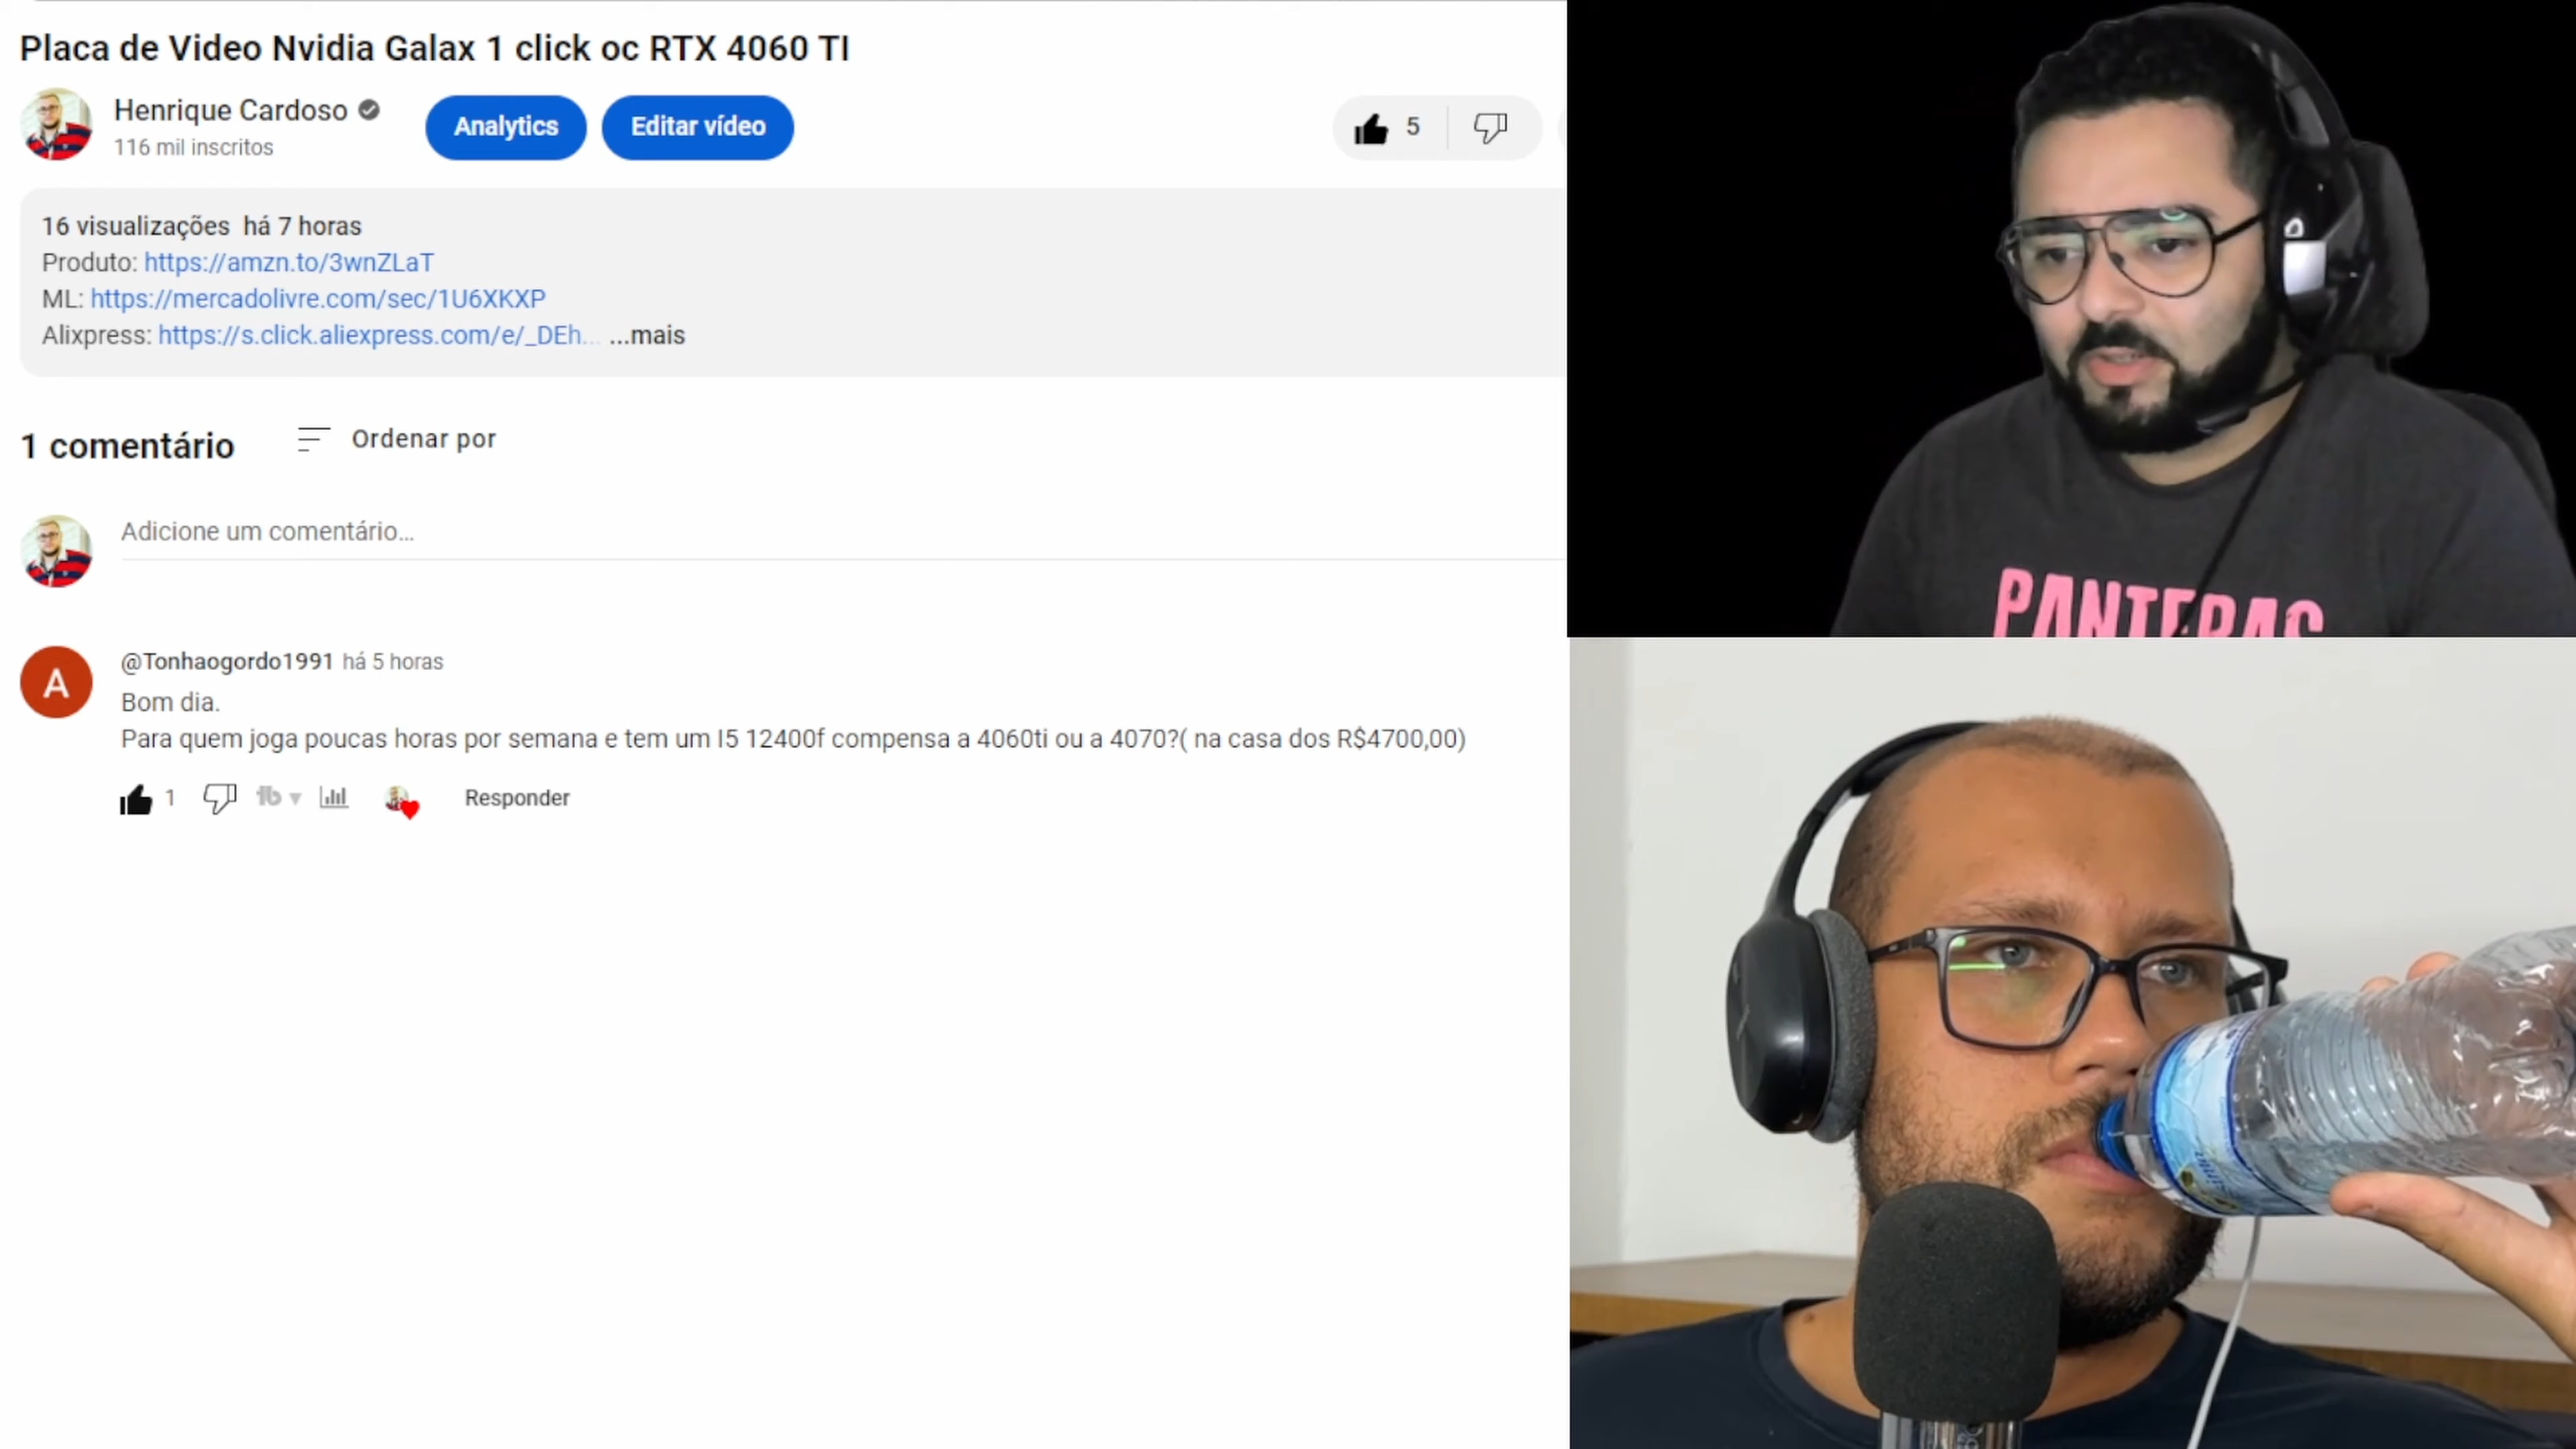 Placa de Video Nvidia Galax 1 click oc RTX 4060 TI
Henrique Cardoso
116 mil inscritos
Analytics
Editar vídeo
5
16 visualizações há 7 horas
Produto: https://amzn.to/3wnZLaT
ML: https://mercadolivre.com/sec/1U6XKXP
Alixpress: https://s.click.aliexpress.com/e/_DEh... ...mais
1 comentário
Ordenar por
Adicione um comentário...
A
@Tonhaogordo1991 há 5 horas
Bom dia.
Para quem joga poucas horas por semana e tem um I5 12400f compensa a 4060ti ou a 4070?( na casa dos R$4700,00)
1
Responder
PANTERAS